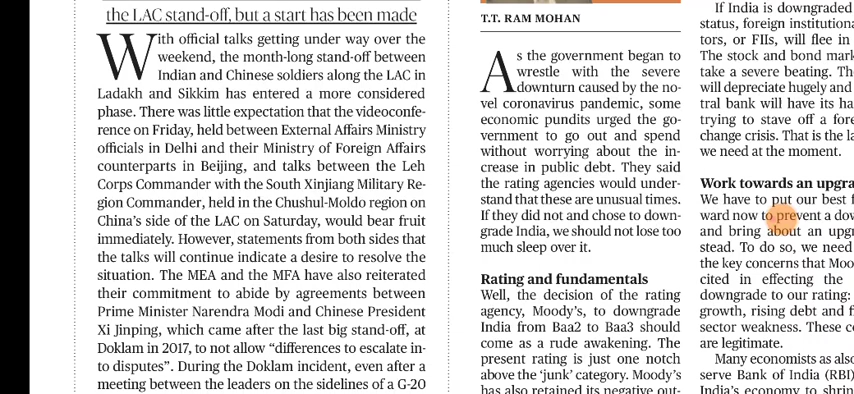 the LAC stand-off, but a start has been made
With official talks getting under way over the
weekend, the month-long stand-off between
Indian and Chinese soldiers along the LAC in
Ladakh and Sikkim has entered a more considered
phase. There was little expectation that the videoconfe-
rence on Friday, held between External Affairs Ministry
officials in Delhi and their Ministry of Foreign Affairs
counterparts in Beijing, and talks between the Leh
Corps Commander with the South Xinjiang Military Re-
gion Commander, held in the Chushul-Moldo region on
China's side of the LAC on Saturday, would bear fruit
immediately. However, statements from both sides that
the talks will continue indicate a desire to resolve the
situation. The MEA and the MFA have also reiterated
their commitment to abide by agreements between
Prime Minister Narendra Modi and Chinese President
Xi Jinping, which came after the last big stand-off, at
Doklam in 2017, to not allow “differences to escalate in-
to disputes”. During the Doklam incident, even after a
meeting between the leaders on the sidelines of a G-20
T.T. RAM MOHAN
As the government began to
wrestle with the severe
downturn caused by the no-
vel coronavirus pandemic, some
economic pundits urged the go-
vernment to go out and spend
without worrying about the in-
crease in public debt. They said
the rating agencies would under-
stand that these are unusual times.
If they did not and chose to down-
grade India, we should not lose too
much sleep over it.
Rating and fundamentals
Well, the decision of the rating
agency, Moody's, to downgrade
India from Baa2 to Baa3 should
come as a rude awakening. The
present rating is just one notch
above the ‘junk’ category. Moody's
has also retained its negative out-
If India is downgraded
status, foreign institutiona
tors, or FIIs, will flee in
The stock and bond mark
take a severe beating. Th
will depreciate hugely and
tral bank will have its ha
trying to stave off a fore
change crisis. That is the la
we need at the moment.
Work towards an upgra
We have to put our best f
ward now to prevent a dov
and bring about an upgr
stead. To do so, we need
the key concerns that Moo
cited in effecting the
downgrade to our rating:
growth, rising debt and f
sector weakness. These co
are legitimate.
Many economists as also
serve Bank of India (RBI)
India's economy to shrin